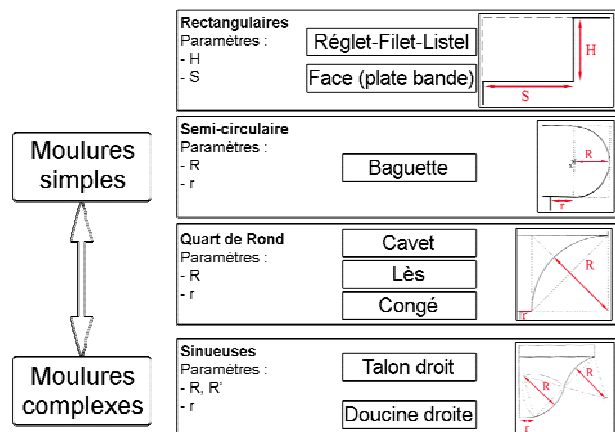 Moulures
simples
Moulures
complexes
Rectangulaires
Paramètres :
- H
- S
Réglet-Filet-Listel
Face (plate bande)
H
S
Semi-circulaire
Paramètres :
- R
- r
Baguette
R
r
Quart de Rond
Paramètres :
- R
- r
Cavet
Lès
Congé
R
r
Sinueuses
Paramètres :
- R, R'
- r
Talon droit
Doucine droite
R
R
r